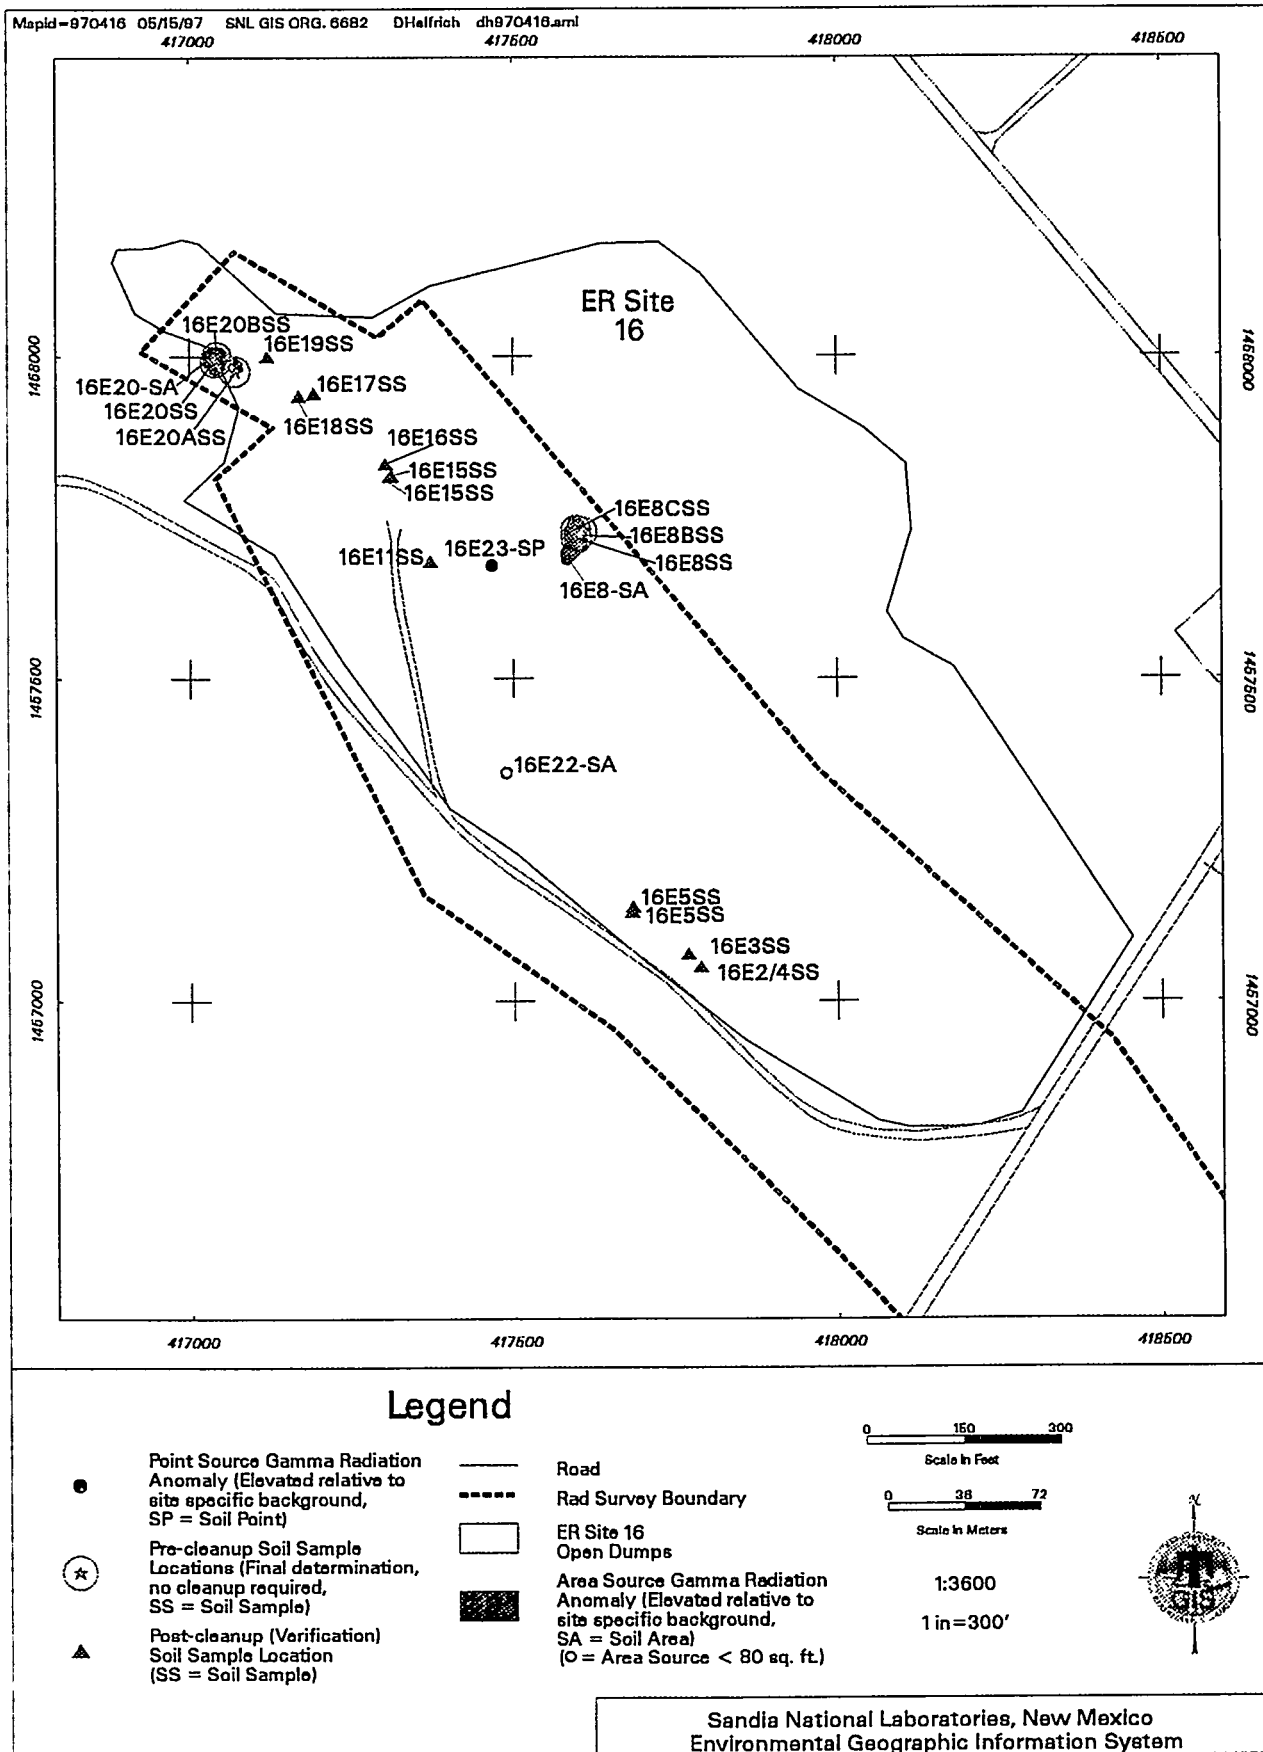 Mapid=970416 05/15/97 SNL GIS ORG. 6682 DHelfrich dh970416.aml
417000 417500 418000 418500
ER Site
16
16E20BSS
16E19SS
1458000
1458000
16E20-SA
16E17SS
16E20SS
16E18SS
16E20ASS
16E16SS
16E15SS
16E15SS
16E8CSS
16E8BSS
16E11SS
16E23-SP
16E8SS
16E8-SA
1457500
1457500
16E22-SA
16E5SS
16E5SS
16E3SS
16E2/4SS
1457000
1457000
417000 417500 418000 418500
Legend
Point Source Gamma Radiation
Anomaly (Elevated relative to
site specific background,
SP = Soil Point)
Pre-cleanup Soil Sample
Locations (Final determination,
no cleanup required,
SS = Soil Sample)
Post-cleanup (Verification)
Soil Sample Location
(SS = Soil Sample)
Road
Rad Survey Boundary
ER Site 16
Open Dumps
Area Source Gamma Radiation
Anomaly (Elevated relative to
site specific background,
SA = Soil Area)
(O = Area Source < 80 sq. ft.)
0 150 300
Scale in Feet
0 36 72
Scale in Meters
1:3600
1 in=300'
N
GIS
Sandia National Laboratories, New Mexico
Environmental Geographic Information System